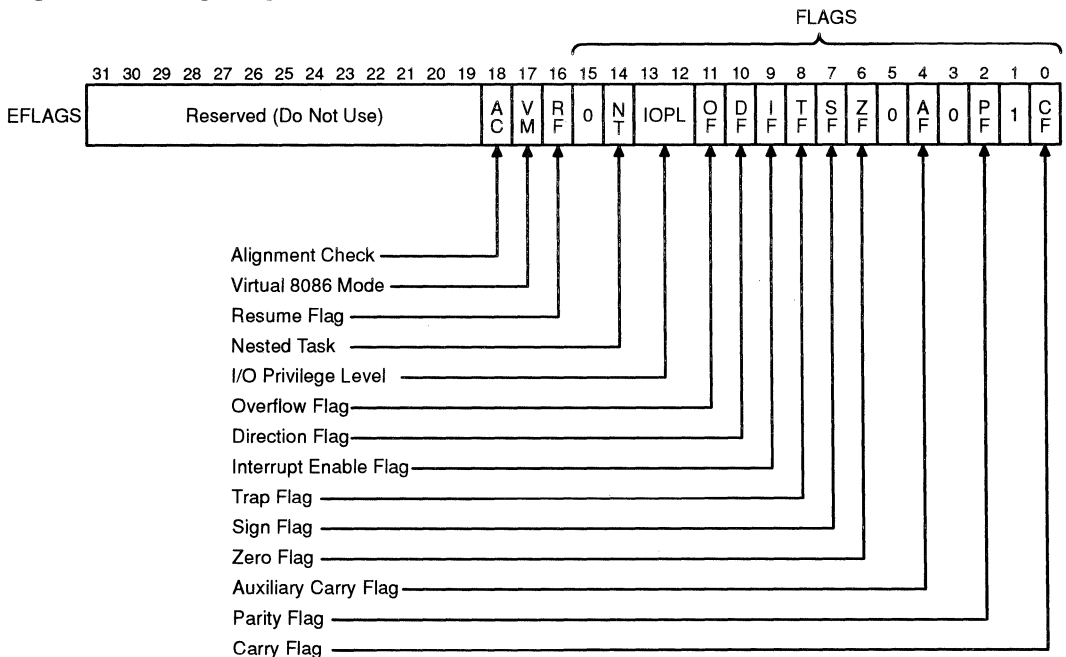 FLAGS
31 30 29 28 27 26 25 24 23 22 21 20 19 18 17 16 15 14 13 12 11 10 9 8 7 6 5 4 3 2 1 0
EFLAGS Reserved (Do Not Use) AC VM RF 0 NT IOPL OF DF IF TF SF ZF 0 AF 0 PF 1 CF
Alignment Check
Virtual 8086 Mode
Resume Flag
Nested Task
I/O Privilege Level
Overflow Flag
Direction Flag
Interrupt Enable Flag
Trap Flag
Sign Flag
Zero Flag
Auxiliary Carry Flag
Parity Flag
Carry Flag